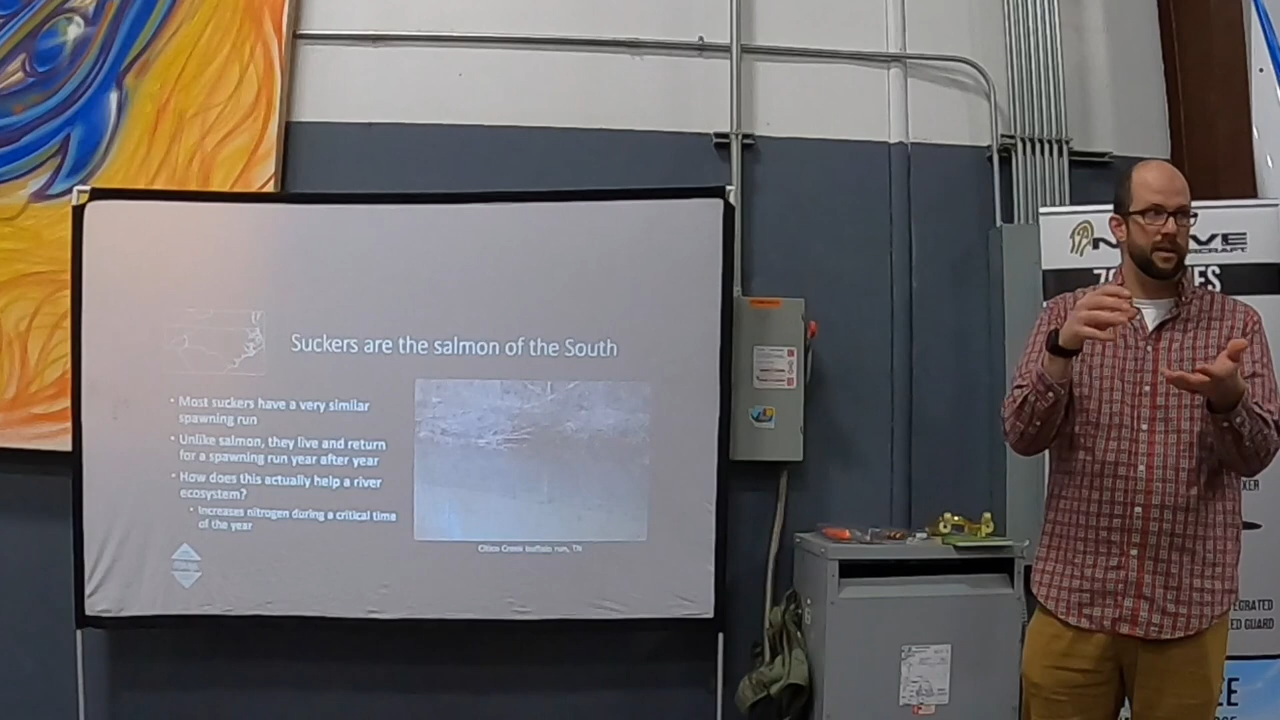 Suckers are the salmon of the South
• Most suckers have a very similar
spawning run
• Unlike salmon, they live and return
for a spawning run year after year
• How does this actually help a river
ecosystem?
• Increases nitrogen during a critical time
of the year
Citico Creek buffalo run, TN